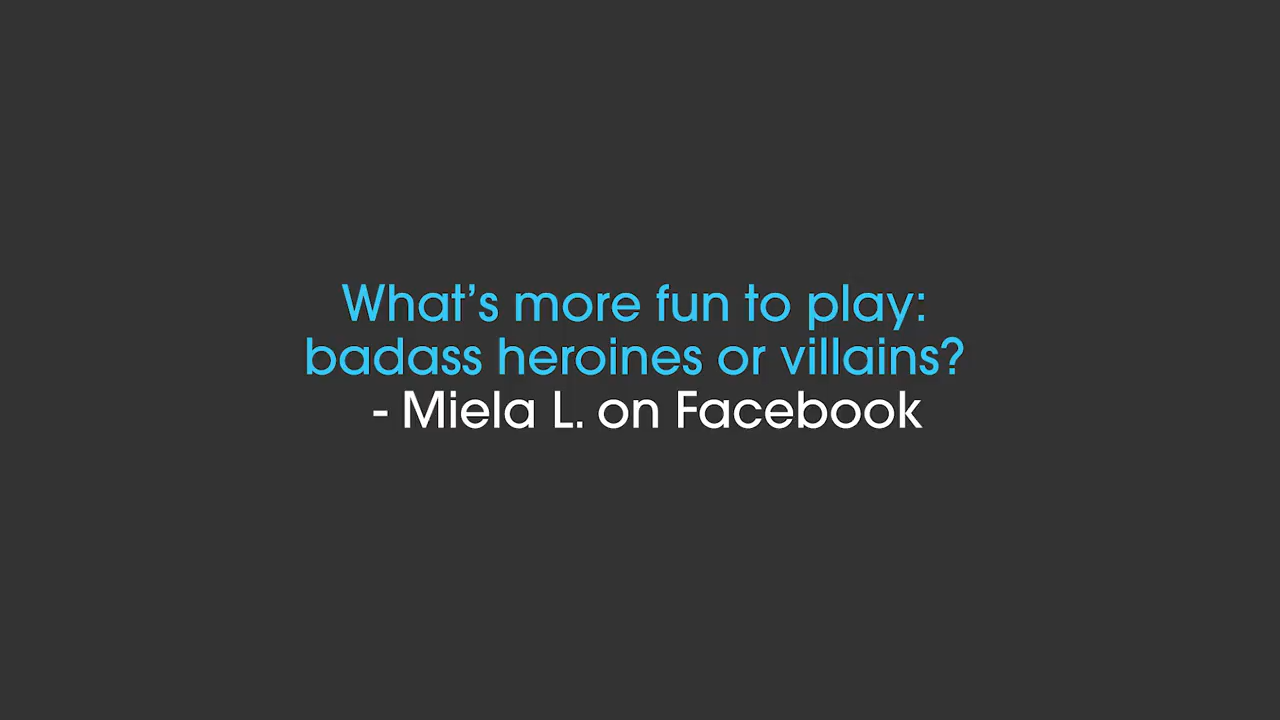 What’s more fun to play:
badass heroines or villains?
- Miela L. on Facebook